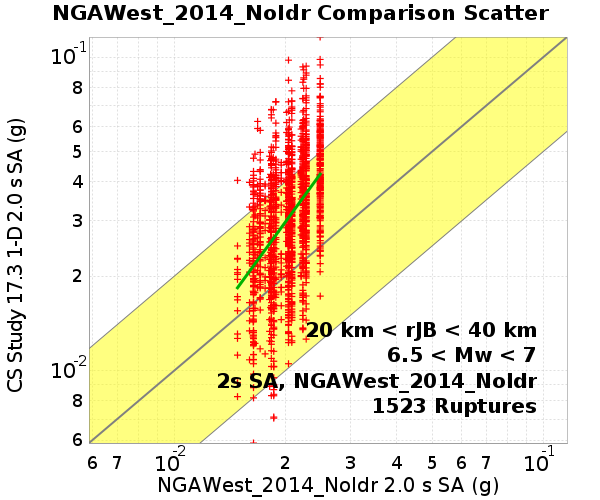 NGAWest_2014_NoIdr Comparison Scatter
CS Study 17.3 1-D 2.0 s SA (g)
10-1
8
6
5
4
3
2
10-2
8
6
20 km < rJB < 40 km
6.5 < Mw < 7
2s SA, NGAWest_2014_NoIdr
1523 Ruptures
6 7 10-2 2 3 4 5 6 7 10-1
NGAWest_2014_NoIdr 2.0 s SA (g)